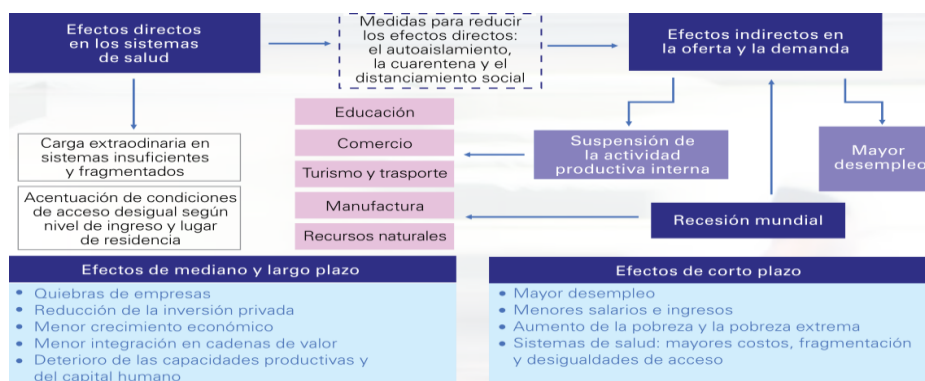 Efectos directos
en los sistemas
de salud
Medidas para reducir
los efectos directos:
el autoaislamiento,
la cuarentena y el
distanciamiento social
Efectos indirectos en
la oferta y la demanda
Carga extraodinaria en
sistemas insuficientes
y fragmentados
Acentuación de condiciones
de acceso desigual según
nivel de ingreso y lugar
de residencia
Educación
Comercio
Turismo y trasporte
Manufactura
Recursos naturales
Suspensión de
la actividad
productiva interna
Mayor
desempleo
Recesión mundial
Efectos de mediano y largo plazo
• Quiebras de empresas
• Reducción de la inversión privada
• Menor crecimiento económico
• Menor integración en cadenas de valor
• Deterioro de las capacidades productivas y
del capital humano
Efectos de corto plazo
• Mayor desempleo
• Menores salarios e ingresos
• Aumento de la pobreza y la pobreza extrema
• Sistemas de salud: mayores costos, fragmentación
y desigualdades de acceso